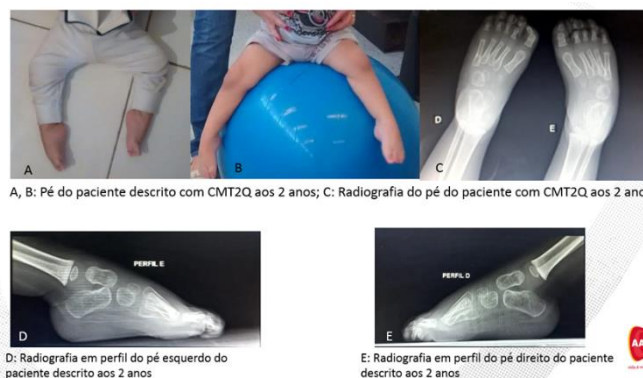 A
B
C
D
E
A, B: Pé do paciente descrito com CMT2Q aos 2 anos; C: Radiografia do pé do paciente com CMT2Q aos 2 ano
PERFIL E
D
PERFIL D
E
D: Radiografia em perfil do pé esquerdo do
paciente descrito aos 2 anos
E: Radiografia em perfil do pé direito do paciente
descrito aos 2 anos
AA